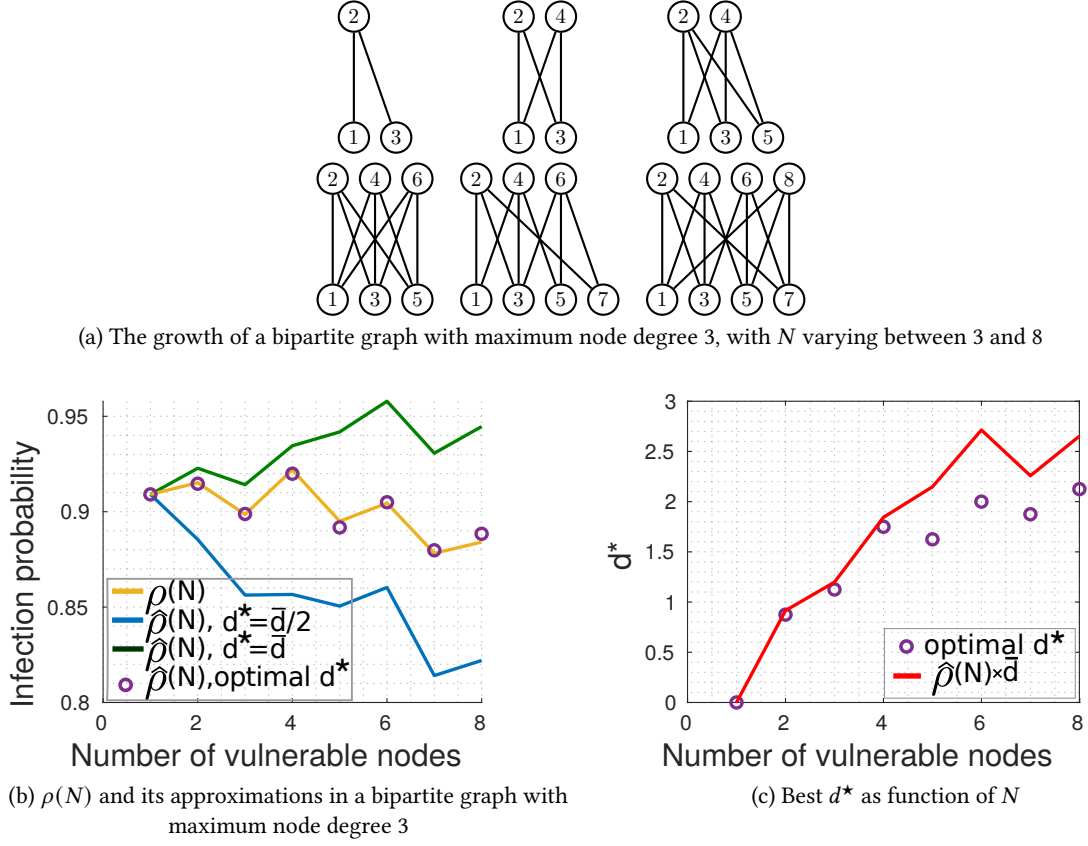 2 2 4 2 4
1 3 1 3 1 3 5
2 4 6 2 4 6 2 4 6 8
1 3 5 1 3 5 7 1 3 5 7
(a) The growth of a bipartite graph with maximum node degree 3, with N varying between 3 and 8
Infection probability
0.95
0.9
0.85
0.8
ρ(N)
ρ̂(N), d★=d̄/2
ρ̂(N), d★=d̄
ρ̂(N),optimal d★
0 2 4 6 8
Number of vulnerable nodes
(b) ρ(N) and its approximations in a bipartite graph with
maximum node degree 3
d★
3
2.5
2
1.5
1
0.5
0
optimal d★
ρ̂(N)×d̄
0 2 4 6 8
Number of vulnerable nodes
(c) Best d★ as function of N